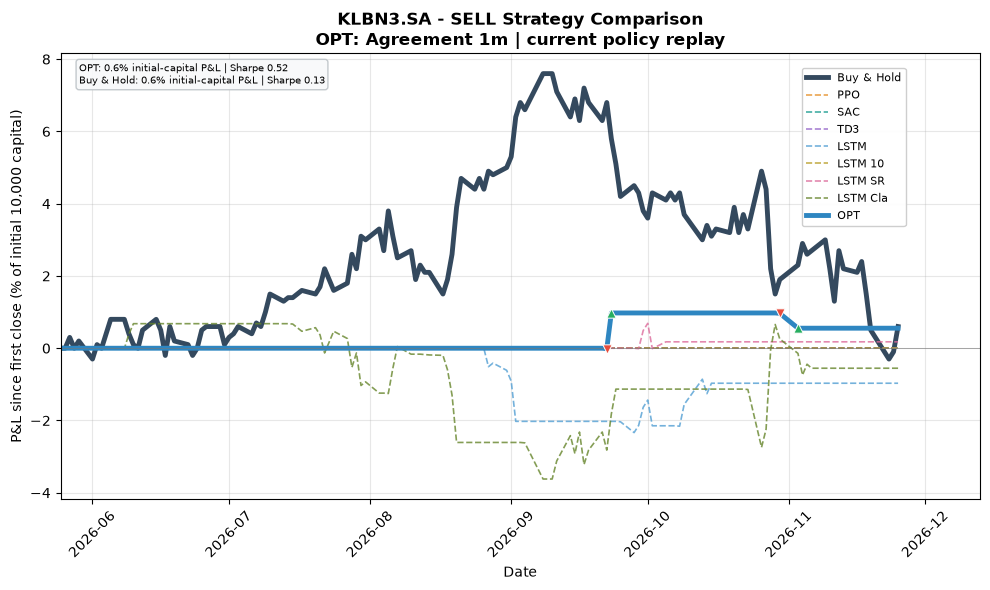 KLBN3.SA - SELL Strategy Comparison
OPT: Agreement 1m | current policy replay
OPT: 0.6% initial-capital P&L | Sharpe 0.52
Buy & Hold: 0.6% initial-capital P&L | Sharpe 0.13
Buy & Hold
PPO
SAC
TD3
LSTM
LSTM 10
LSTM SR
LSTM Cla
OPT
P&L since first close (% of initial 10,000 capital)
8
6
4
2
0
−2
−4
2026-06
2026-07
2026-08
2026-09
2026-10
2026-11
2026-12
Date